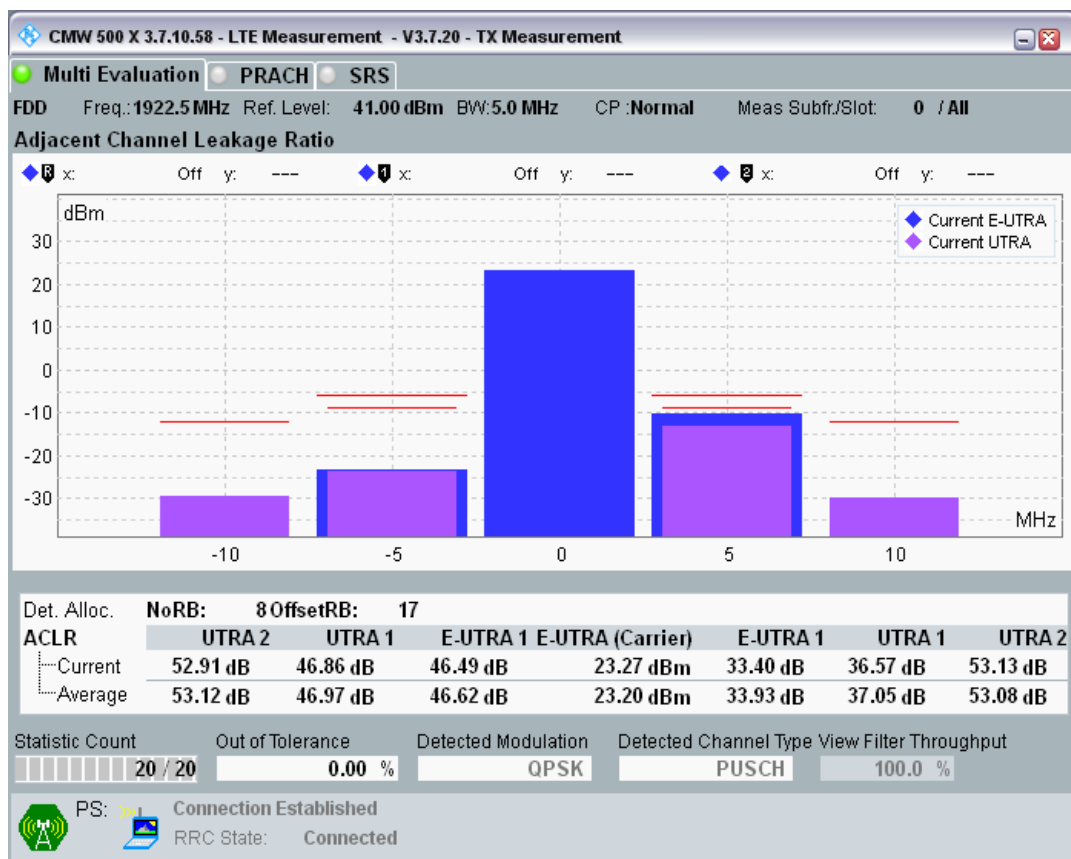 CMW 500 X 3.7.10.58 - LTE Measurement - V3.7.20 - TX Measurement
Multi Evaluation PRACH SRS
FDD Freq.: 1922.5 MHz Ref. Level: 41.00 dBm BW: 5.0 MHz CP : Normal Meas Subfr./Slot: 0 / All
Adjacent Channel Leakage Ratio
R x: Off y: --- 1 x: Off y: --- 2 x: Off y: ---
dBm
Current E-UTRA
Current UTRA
30
20
10
0
-10
-20
-30
MHz
-10 -5 0 5 10
Det. Alloc. NoRB: 8 OffsetRB: 17
ACLR UTRA 2 UTRA 1 E-UTRA 1 E-UTRA (Carrier) E-UTRA 1 UTRA 1 UTRA 2
Current 52.91 dB 46.86 dB 46.49 dB 23.27 dBm 33.40 dB 36.57 dB 53.13 dB
Average 53.12 dB 46.97 dB 46.62 dB 23.20 dBm 33.93 dB 37.05 dB 53.08 dB
Statistic Count Out of Tolerance Detected Modulation Detected Channel Type View Filter Throughput
20 / 20 0.00 % QPSK PUSCH 100.0 %
PS: Connection Established
RRC State: Connected